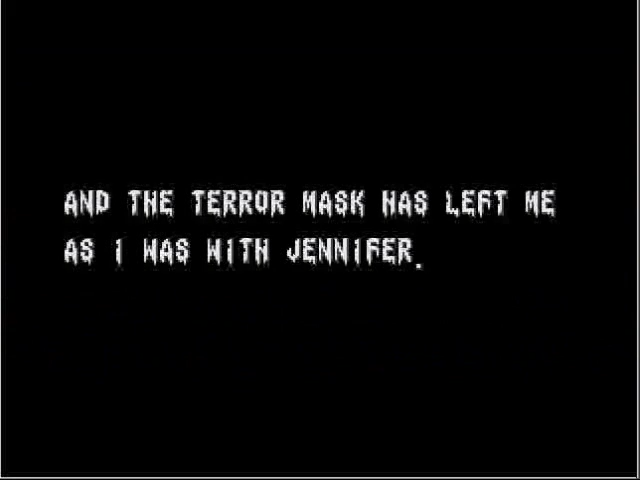 AND THE TERROR MASK HAS LEFT ME
AS I WAS WITH JENNIFER.